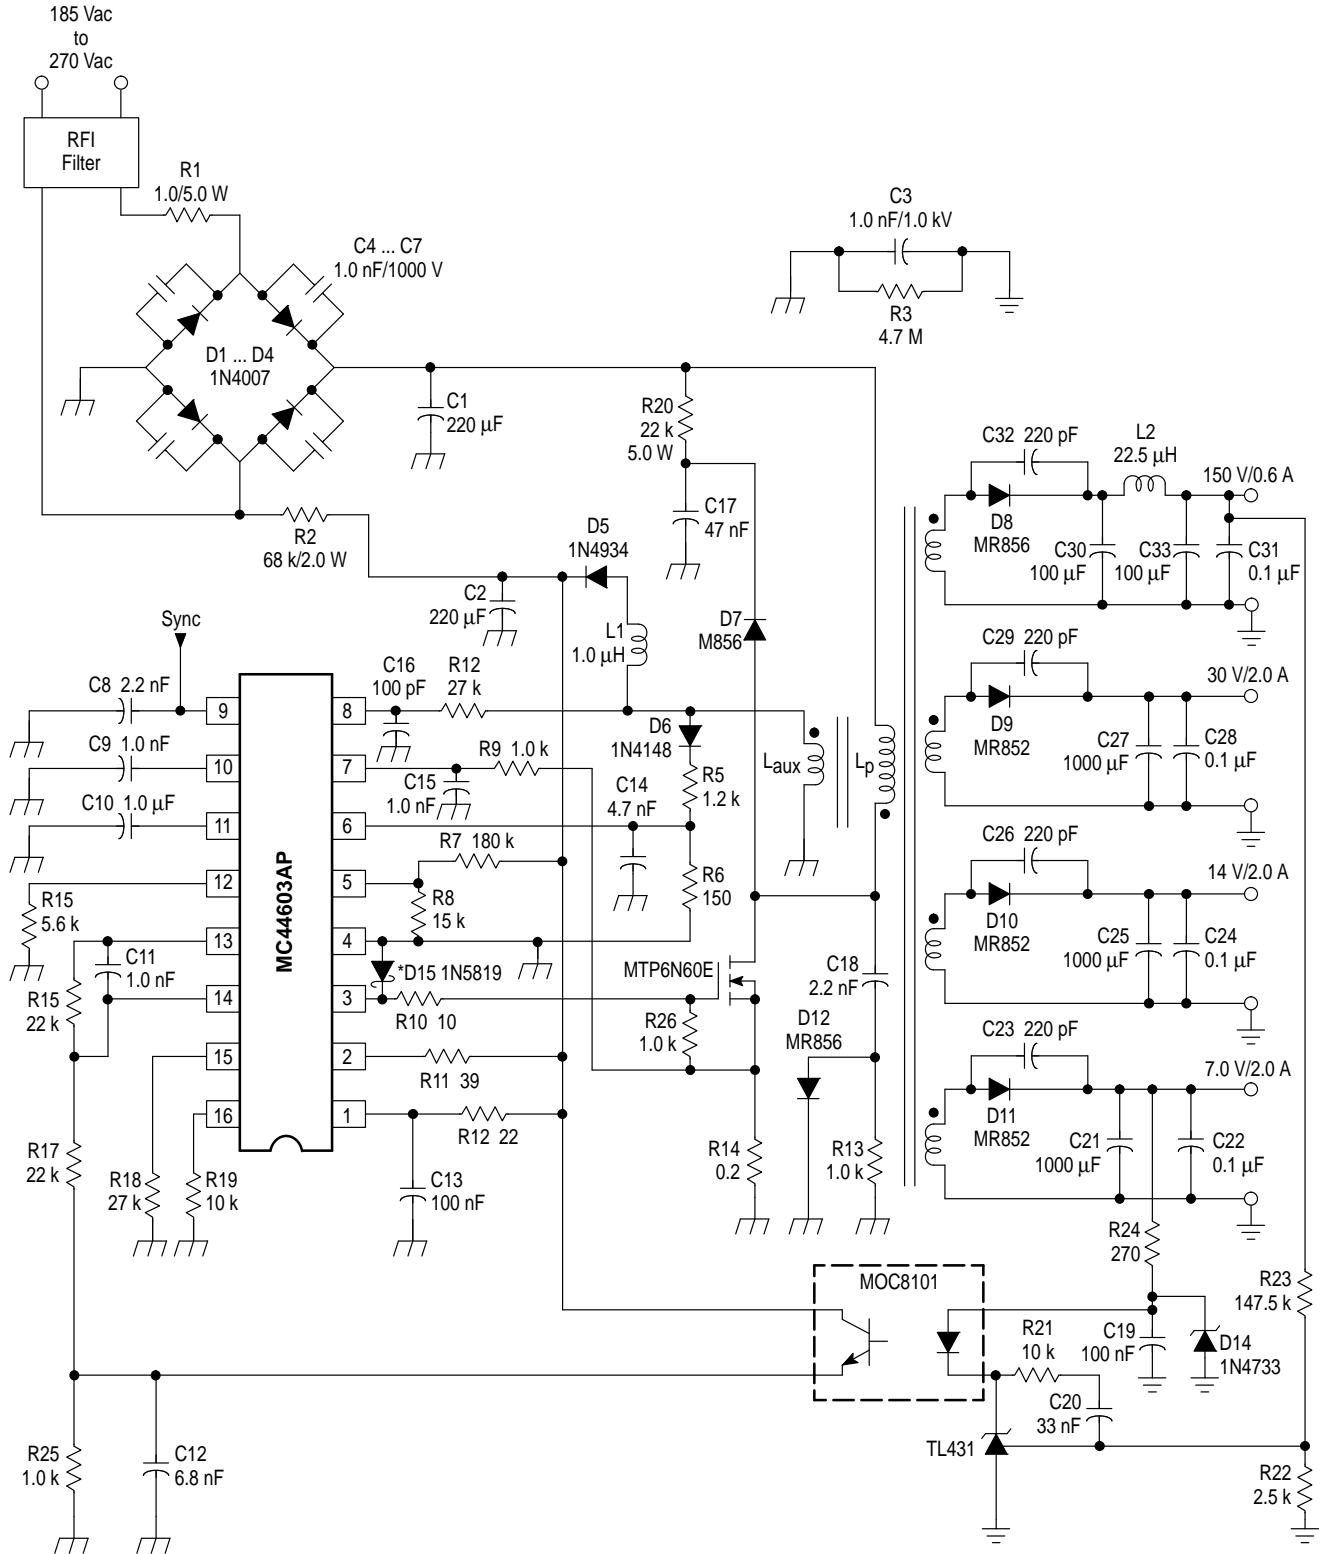 185 Vac
to
270 Vac
RFI
Filter
R1
1.0/5.0 W
C4 ... C7
1.0 nF/1000 V
C3
1.0 nF/1.0 kV
R3
4.7 M
D1 ... D4
1N4007
C1
220 µF
R20
22 k
5.0 W
C17
47 nF
R2
68 k/2.0 W
D5
1N4934
C2
220 µF
L1
1.0 µH
D7
M856
C32 220 pF
L2
22.5 µH
150 V/0.6 A
D8
MR856
C30
100 µF
C33
100 µF
C31
0.1 µF
Sync
C8 2.2 nF
C16
100 pF
R12
27 k
9
8
C9 1.0 nF
10
7
C15
1.0 nF
R9 1.0 k
D6
1N4148
R5
1.2 k
C14
4.7 nF
Laux
Lp
C29 220 pF
30 V/2.0 A
D9
MR852
C27
1000 µF
C28
0.1 µF
C10 1.0 µF
11
6
R7 180 k
12
5
R15
5.6 k
R8
15 k
R6
150
MC44603AP
C26 220 pF
14 V/2.0 A
D10
MR852
C25
1000 µF
C24
0.1 µF
13
4
C11
1.0 nF
*D15 1N5819
MTP6N60E
C18
2.2 nF
14
3
R15
22 k
R10 10
R26
1.0 k
D12
MR856
15
2
R11 39
C23 220 pF
7.0 V/2.0 A
D11
MR852
C21
1000 µF
C22
0.1 µF
16
1
R12 22
R17
22 k
R18
27 k
R19
10 k
C13
100 nF
R14
0.2
R13
1.0 k
R24
270
MOC8101
R23
147.5 k
R21
10 k
C19
100 nF
D14
1N4733
C20
33 nF
TL431
R25
1.0 k
C12
6.8 nF
R22
2.5 k